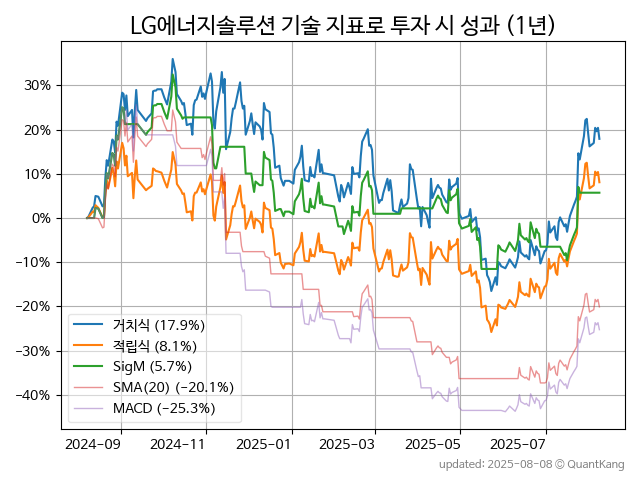 LG에너지솔루션 기술 지표로 투자 시 성과 (1년)
30%
20%
10%
0%
−10%
−20%
−30%
−40%
거치식 (17.9%)
적립식 (8.1%)
SigM (5.7%)
SMA(20) (−20.1%)
MACD (−25.3%)
2024-09
2024-11
2025-01
2025-03
2025-05
2025-07
updated: 2025-08-08 ⓒ QuantKang